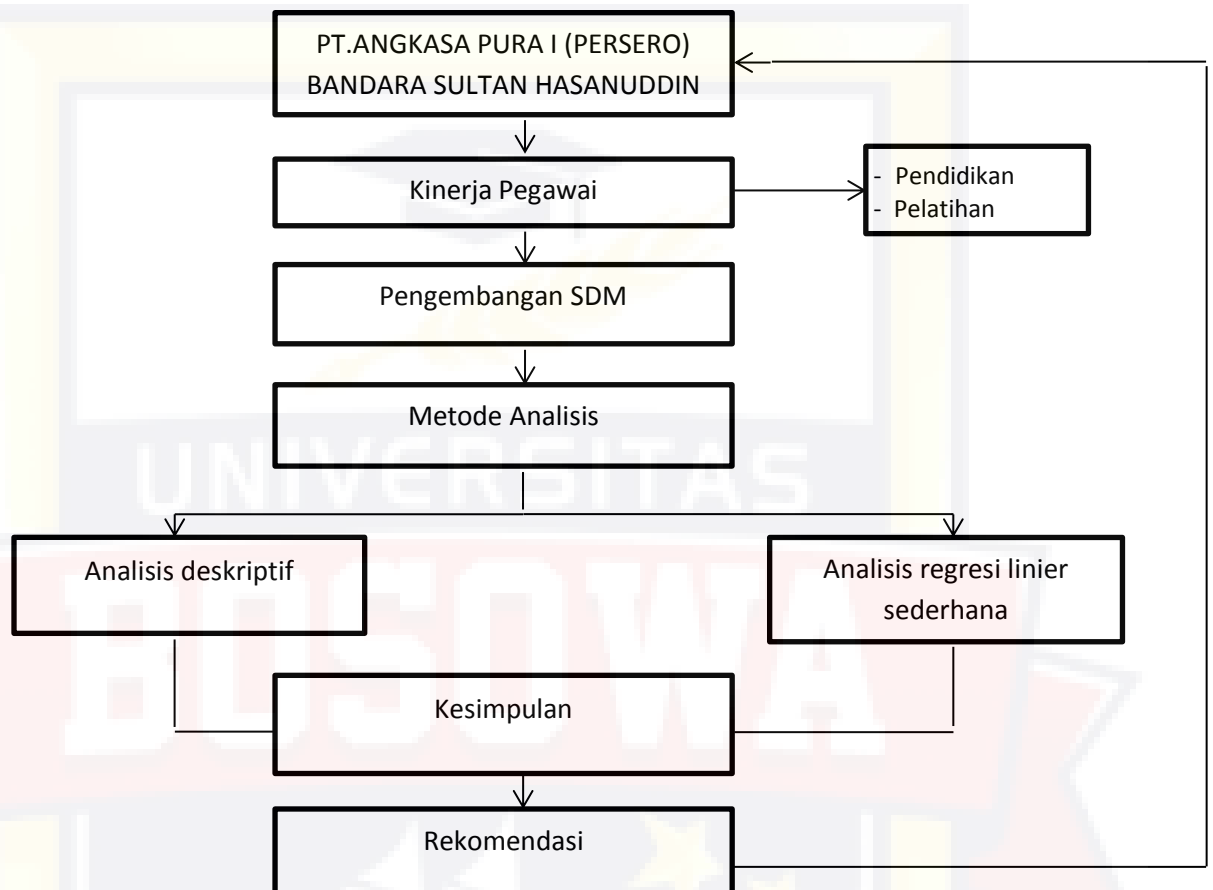 PT.ANGKASA PURA I (PERSERO)
BANDARA SULTAN HASANUDDIN
Kinerja Pegawai
- Pendidikan
- Pelatihan
Pengembangan SDM
Metode Analisis
UNIVERSITAS
Analisis deskriptif
Analisis regresi linier
sederhana
BOSOWA
Kesimpulan
Rekomendasi